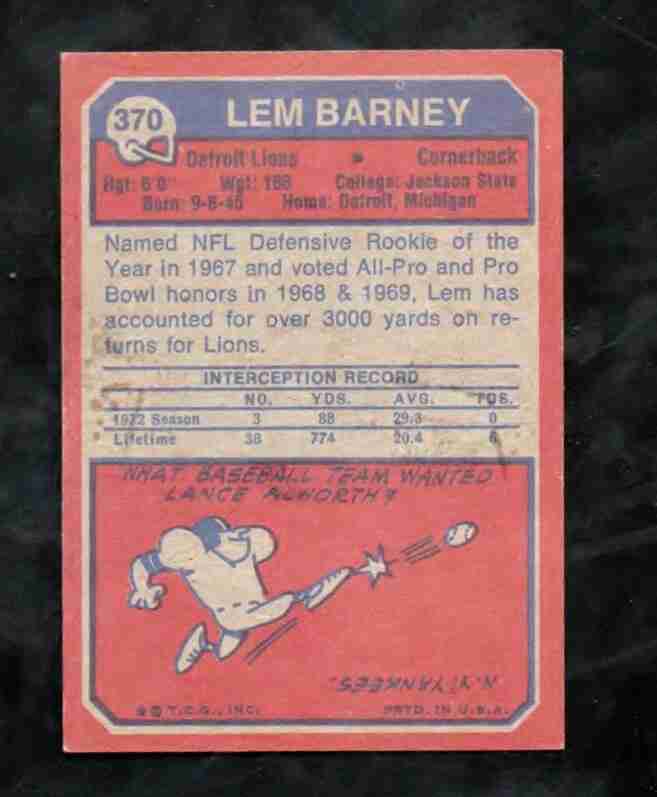 370
LEM BARNEY
Detroit Lions • Cornerback
Hgt: 6'0" Wgt: 188 College: Jackson State
Born: 9-8-45 Home: Detroit, Michigan
Named NFL Defensive Rookie of the
Year in 1967 and voted All-Pro and Pro
Bowl honors in 1968 & 1969, Lem has
accounted for over 3000 yards on re-
turns for Lions.
INTERCEPTION RECORD
NO. YDS. AVG. TDS.
1972 Season 3 88 29.3 0
Lifetime 38 774 20.4 6
WHAT BASEBALL TEAM WANTED
LANCE ALWORTH?
N.Y. YANKEES.
© T.C.G., INC. PRTD. IN U.S.A.